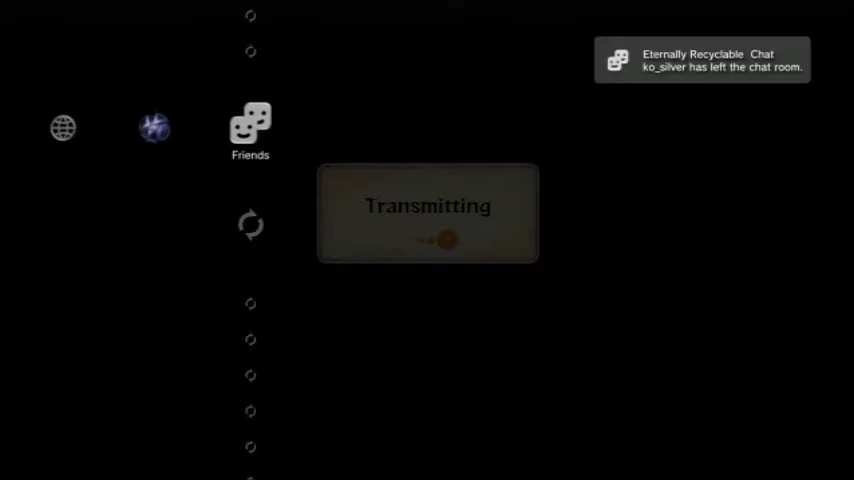 Eternally Recyclable Chat
ko_silver has left the chat room.
Friends
Transmitting